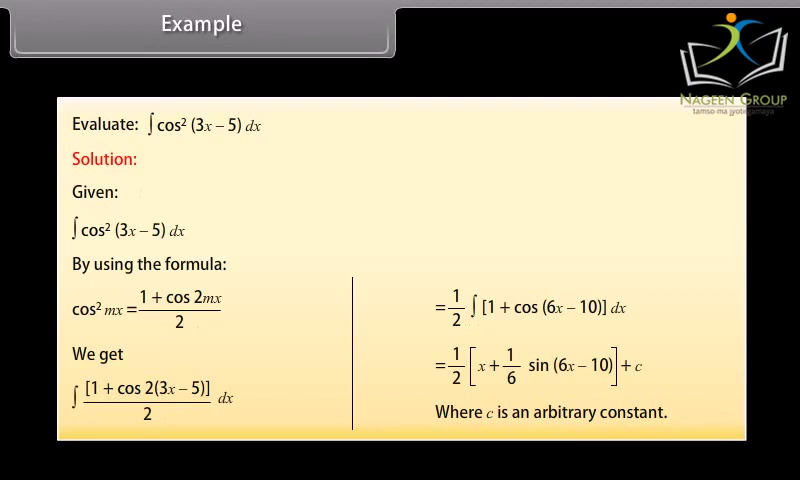 Example
NAGEEN GROUP
tamso ma jyotegamaya
Evaluate: ∫ cos² (3x – 5) dx
Solution:
Given:
∫ cos² (3x – 5) dx
By using the formula:
cos² mx = (1 + cos 2mx)/2
We get
∫ [1 + cos 2(3x – 5)]/2 dx
= 1/2 ∫ [1 + cos (6x – 10)] dx
= 1/2 [x + 1/6 sin (6x – 10)] + c
Where c is an arbitrary constant.